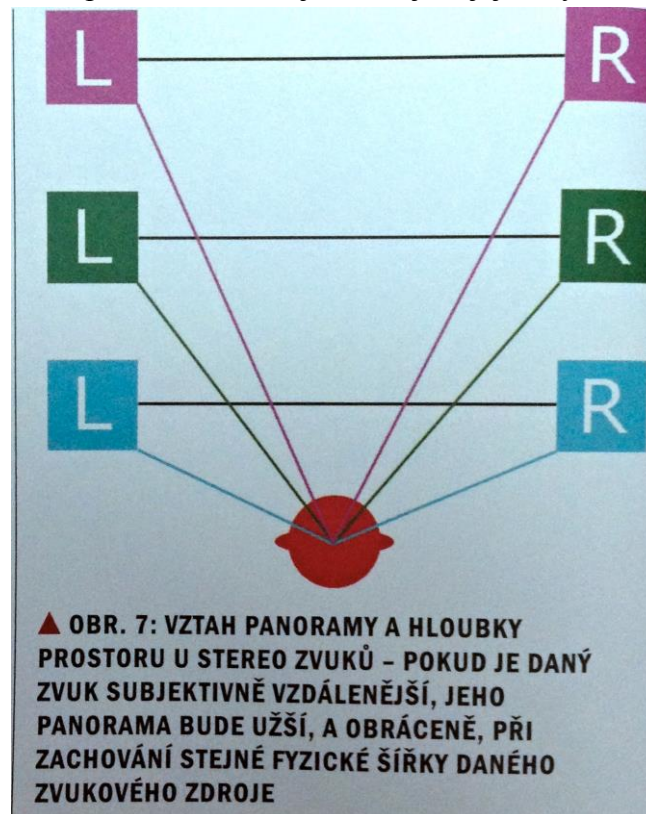 L R
L R
L R
▲ OBR. 7: VZTAH PANORAMY A HLOUBKY
PROSTORU U STEREO ZVUKŮ – POKUD JE DANÝ
ZVUK SUBJEKTIVNĚ VZDÁLENĚJŠÍ, JEHO
PANORAMA BUDE UŽŠÍ, A OBRÁCENĚ, PŘI
ZACHOVÁNÍ STEJNÉ FYZICKÉ ŠÍŘKY DANÉHO
ZVUKOVÉHO ZDROJE